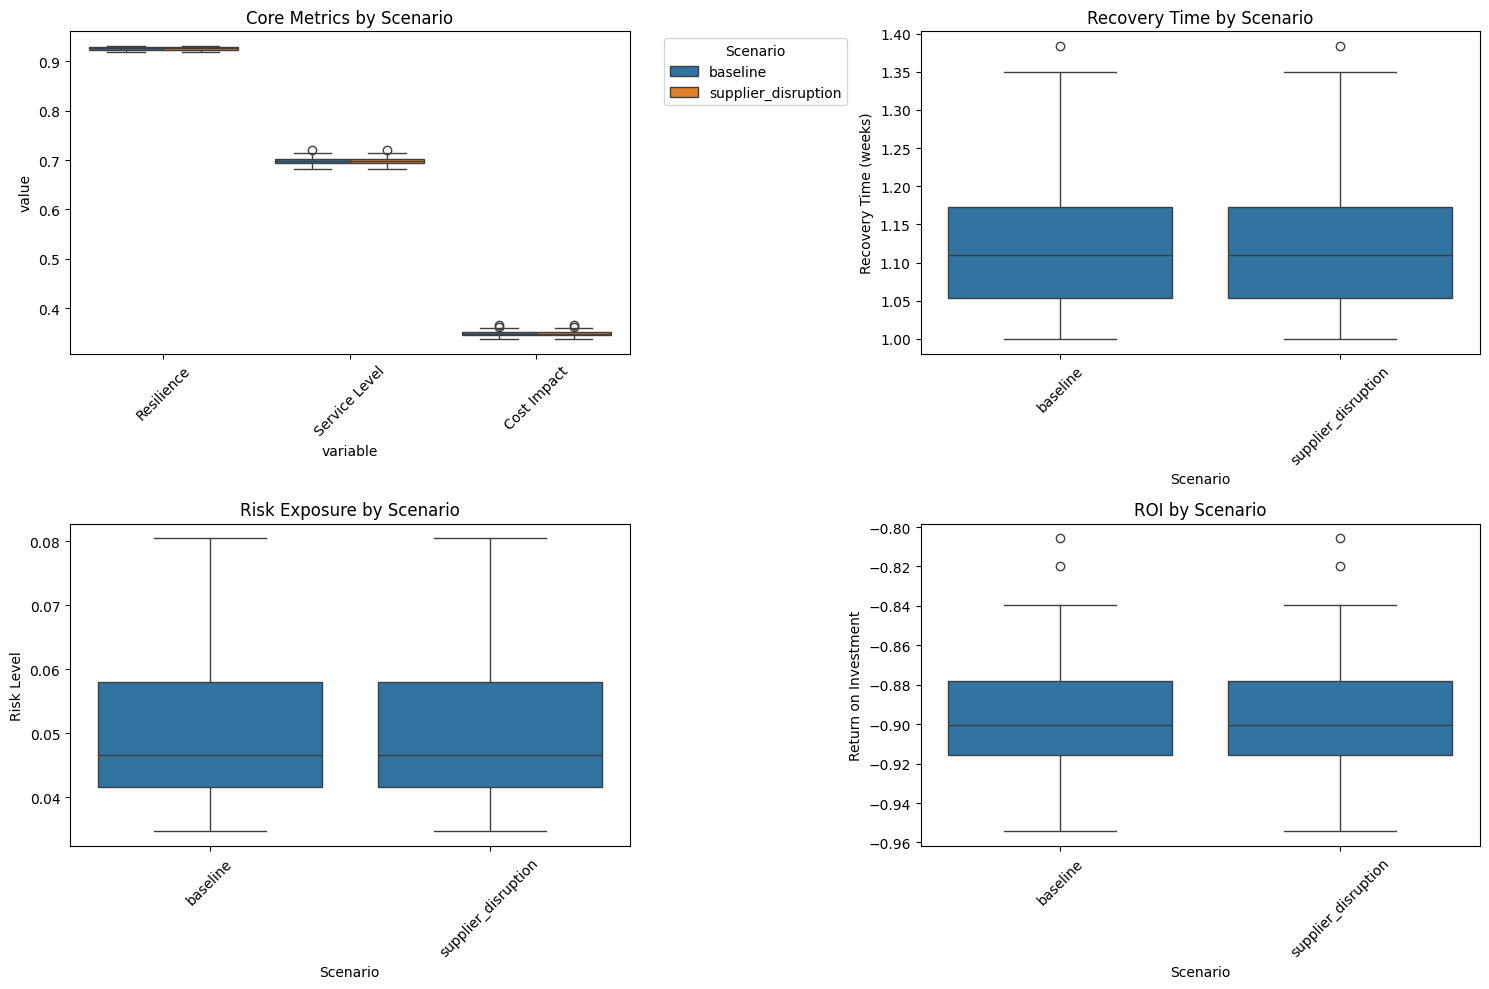 Core Metrics by Scenario
value
0.9
0.8
0.7
0.6
0.5
0.4
Resilience
Service Level
Cost Impact
variable
Scenario
baseline
supplier_disruption
Recovery Time by Scenario
Recovery Time (weeks)
1.40
1.35
1.30
1.25
1.20
1.15
1.10
1.05
1.00
baseline
supplier_disruption
Scenario
Risk Exposure by Scenario
Risk Level
0.08
0.07
0.06
0.05
0.04
baseline
supplier_disruption
Scenario
ROI by Scenario
Return on Investment
−0.80
−0.82
−0.84
−0.86
−0.88
−0.90
−0.92
−0.94
−0.96
baseline
supplier_disruption
Scenario